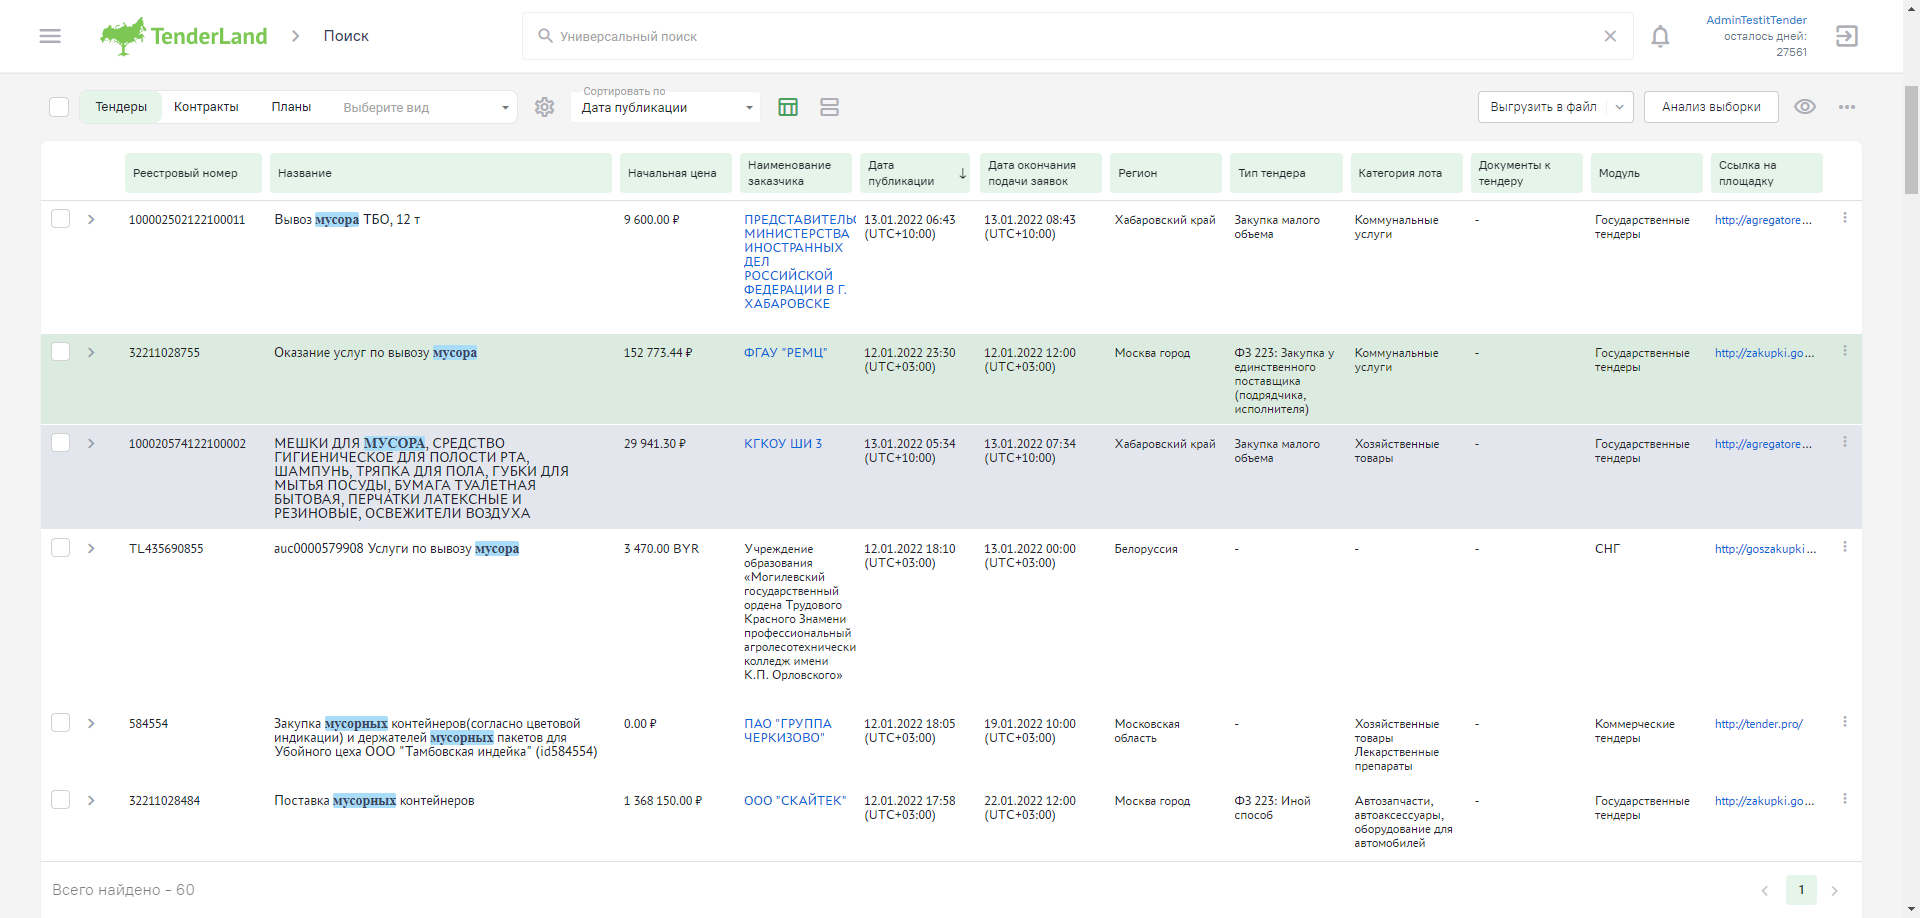 TenderLand
Поиск
Универсальный поиск
AdminTestitTender
осталось дней:
27561
Тендеры
Контракты
Планы
Выберите вид
Сортировать по
Дата публикации
Выгрузить в файл
Анализ выборки
Реестровый номер
Название
Начальная цена
Наименование
заказчика
Дата
публикации
Дата окончания
подачи заявок
Регион
Тип тендера
Категория лота
Документы к
тендеру
Модуль
Ссылка на
площадку
100002502122100011
Вывоз мусора ТБО, 12 т
9 600.00 ₽
ПРЕДСТАВИТЕЛЬС
МИНИСТЕРСТВА
ИНОСТРАННЫХ
ДЕЛ
РОССИЙСКОЙ
ФЕДЕРАЦИИ В Г.
ХАБАРОВСКЕ
13.01.2022 06:43
(UTC+10:00)
13.01.2022 08:43
(UTC+10:00)
Хабаровский край
Закупка малого
объема
Коммунальные
услуги
-
Государственные
тендеры
http://agregatore...
32211028755
Оказание услуг по вывозу мусора
152 773.44 ₽
ФГАУ "РЕМЦ"
12.01.2022 23:30
(UTC+03:00)
12.01.2022 12:00
(UTC+03:00)
Москва город
ФЗ 223: Закупка у
единственного
поставщика
(подрядчика,
исполнителя)
Коммунальные
услуги
-
Государственные
тендеры
http://zakupki.go...
100020574122100002
МЕШКИ ДЛЯ МУСОРА, СРЕДСТВО
ГИГИЕНИЧЕСКОЕ ДЛЯ ПОЛОСТИ РТА,
ШАМПУНЬ, ТРЯПКА ДЛЯ ПОЛА, ГУБКИ ДЛЯ
МЫТЬЯ ПОСУДЫ, БУМАГА ТУАЛЕТНАЯ
БЫТОВАЯ, ПЕРЧАТКИ ЛАТЕКСНЫЕ И
РЕЗИНОВЫЕ, ОСВЕЖИТЕЛИ ВОЗДУХА
29 941.30 ₽
КГКОУ ШИ 3
13.01.2022 05:34
(UTC+10:00)
13.01.2022 07:34
(UTC+10:00)
Хабаровский край
Закупка малого
объема
Хозяйственные
товары
-
Государственные
тендеры
http://agregatore...
TL435690855
auc0000579908 Услуги по вывозу мусора
3 470.00 BYR
Учреждение
образования
«Могилевский
государственный
ордена Трудового
Красного Знамени
профессиональный
агролесотехнически
колледж имени
К.П. Орловского»
12.01.2022 18:10
(UTC+03:00)
13.01.2022 00:00
(UTC+03:00)
Белоруссия
-
-
-
СНГ
http://goszakupki...
584554
Закупка мусорных контейнеров(согласно цветовой
индикации) и держателей мусорных пакетов для
Убойного цеха ООО "Тамбовская индейка" (id584554)
0.00 ₽
ПАО "ГРУППА
ЧЕРКИЗОВО"
12.01.2022 18:05
(UTC+03:00)
19.01.2022 10:00
(UTC+03:00)
Московская
область
-
Хозяйственные
товары
Лекарственные
препараты
-
Коммерческие
тендеры
http://tender.pro/
32211028484
Поставка мусорных контейнеров
1 368 150.00 ₽
ООО "СКАЙТЕК"
12.01.2022 17:58
(UTC+03:00)
22.01.2022 12:00
(UTC+03:00)
Москва город
ФЗ 223: Иной
способ
Автозапчасти,
автоаксессуары,
оборудование для
автомобилей
-
Государственные
тендеры
http://zakupki.go...
Всего найдено - 60
1